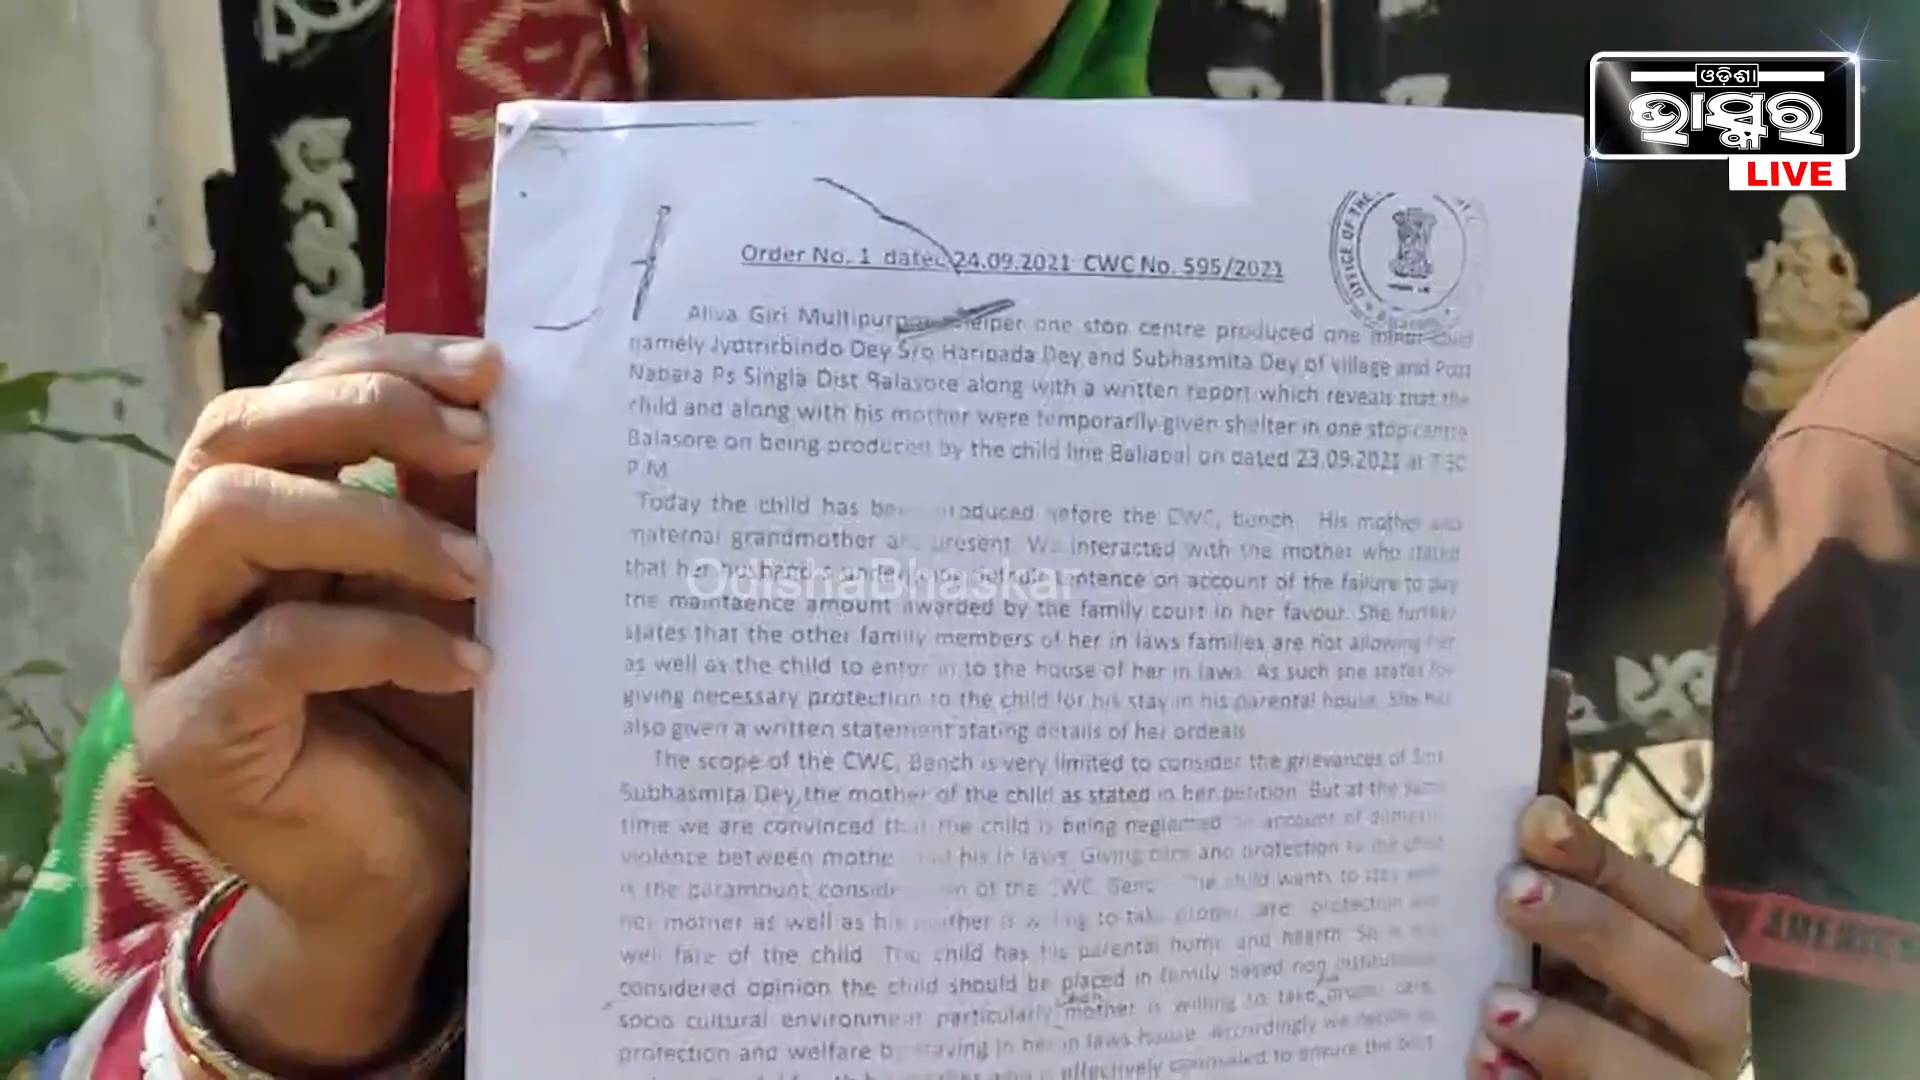 ଓଡ଼ିଶା
ଭାସ୍କର
LIVE
OFFICE OF THE
Order No. 1 dated 24.09.2021 CWC No. 595/2021
Aliva Giri Multipurpose Helper one stop centre produced one minor child
namely Jyotrirbindo Dey S/o Haripada Dey and Subhasmita Dey of village and Post
Nabara Ps Singla Dist Balasore along with a written report which reveals that the
child and along with his mother were temporarily given shelter in one stop centre
Balasore on being produced by the child line Baliapal on dated 23.09.2021 at 7.30
P.M
Today the child has been produced before the CWC, bench. His mother and
maternal grandmother are present. We interacted with the mother who stated
that her husband is sentence on account of the failure to pay
the maintaence amount awarded by the family court in her favour. She further
states that the other family members of her in laws families are not allowing her
as well as the child to enter in to the house of her in laws. As such she states for
giving necessary protection to the child for his stay in his parental house. She has
also given a written statement stating details of her ordeals
The scope of the CWC, Bench is very limited to consider the grievances of Smt
Subhasmita Dey, the mother of the child as stated in her petition. But at the same
time we are convinced that the child is being neglected on account of domestic
violence between mother and his in laws. Giving care and protection to the child
is the paramount consideration of the CWC, Bench. The child wants to stay with
her mother as well as his mother is willing to take proper care, protection and
well fare of the child. The child has his parental home and hearth. So
considered opinion the child should be placed in family based non institutional
socio cultural environment particularly mother is willing to take proper care,
protection and welfare by staying in her in laws house. Accordingly we decide
effectively counseled to ensure the best
OdishaBhaskar
AMERIC